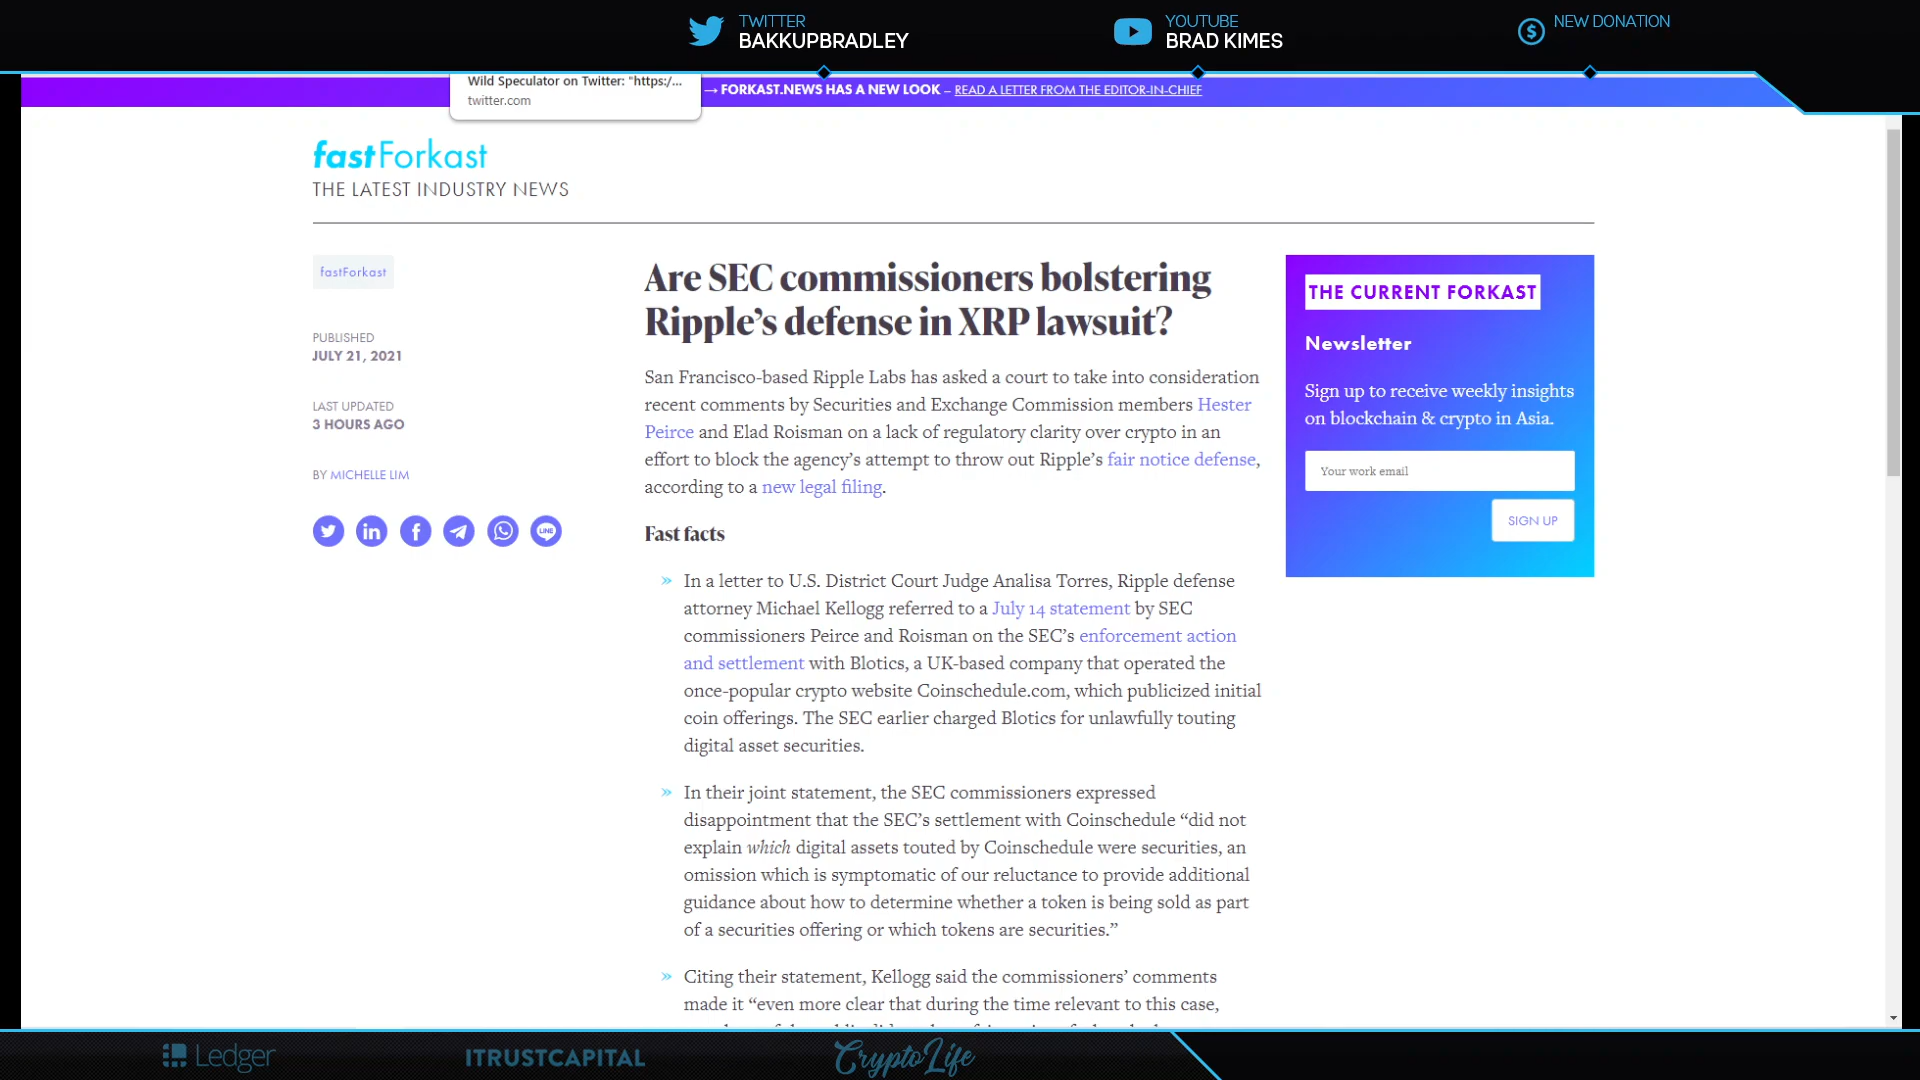 TWITTER
BAKKUPBRADLEY
YOUTUBE
BRAD KIMES
NEW DONATION
Wild Speculator on Twitter: "https:/...
twitter.com
→ FORKAST.NEWS HAS A NEW LOOK – READ A LETTER FROM THE EDITOR-IN-CHIEF
fastForkast
THE LATEST INDUSTRY NEWS
fastForkast
PUBLISHED
JULY 21, 2021
LAST UPDATED
3 HOURS AGO
BY MICHELLE LIM
LINE
Are SEC commissioners bolstering
Ripple’s defense in XRP lawsuit?
San Francisco-based Ripple Labs has asked a court to take into consideration
recent comments by Securities and Exchange Commission members Hester
Peirce and Elad Roisman on a lack of regulatory clarity over crypto in an
effort to block the agency’s attempt to throw out Ripple’s fair notice defense,
according to a new legal filing.
Fast facts
» In a letter to U.S. District Court Judge Analisa Torres, Ripple defense
attorney Michael Kellogg referred to a July 14 statement by SEC
commissioners Peirce and Roisman on the SEC’s enforcement action
and settlement with Blotics, a UK-based company that operated the
once-popular crypto website Coinschedule.com, which publicized initial
coin offerings. The SEC earlier charged Blotics for unlawfully touting
digital asset securities.
» In their joint statement, the SEC commissioners expressed
disappointment that the SEC’s settlement with Coinschedule “did not
explain which digital assets touted by Coinschedule were securities, an
omission which is symptomatic of our reluctance to provide additional
guidance about how to determine whether a token is being sold as part
of a securities offering or which tokens are securities.”
» Citing their statement, Kellogg said the commissioners’ comments
made it “even more clear that during the time relevant to this case,
THE CURRENT FORKAST
Newsletter
Sign up to receive weekly insights
on blockchain & crypto in Asia.
Your work email
SIGN UP
Ledger
ITRUSTCAPITAL
CryptoLife